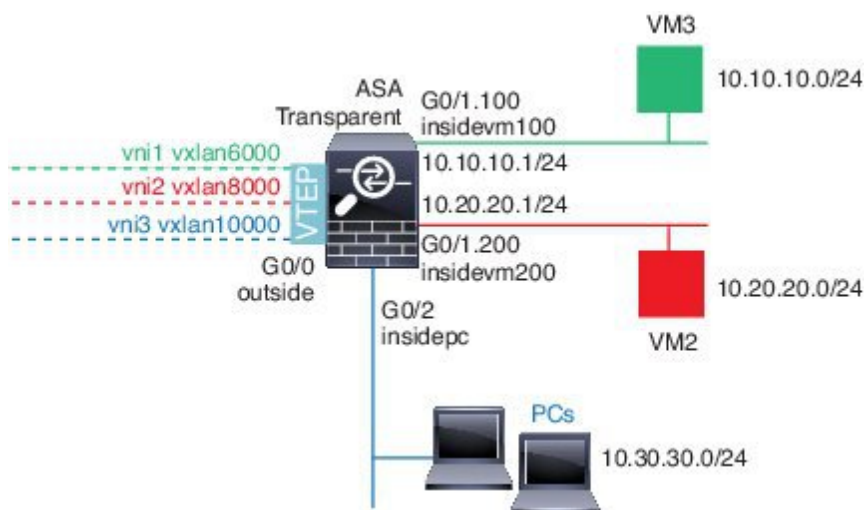 VM3
10.10.10.0/24
ASA
Transparent
G0/1.100
insidevm100
vni1 vxlan6000
vni2 vxlan8000
vni3 vxlan10000
VTEP
10.10.10.1/24
10.20.20.1/24
G0/1.200
insidevm200
G0/0
outside
10.20.20.0/24
VM2
G0/2
insidepc
PCs
10.30.30.0/24